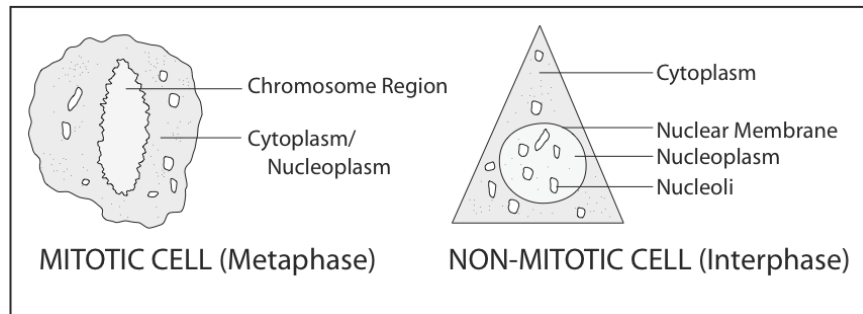 Chromosome Region
Cytoplasm/
Nucleoplasm
MITOTIC CELL (Metaphase)
Cytoplasm
Nuclear Membrane
Nucleoplasm
Nucleoli
NON-MITOTIC CELL (Interphase)